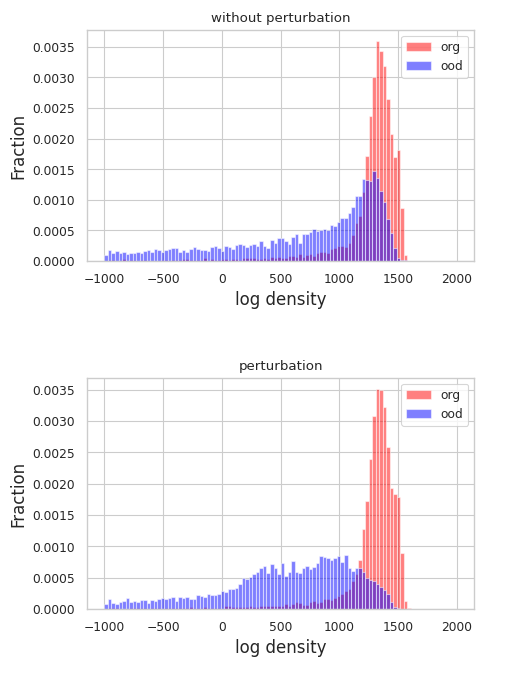 without perturbation
org
ood
0.0035
0.0030
0.0025
0.0020
0.0015
0.0010
0.0005
0.0000
Fraction
−1000 −500 0 500 1000 1500 2000
log density
perturbation
org
ood
0.0035
0.0030
0.0025
0.0020
0.0015
0.0010
0.0005
0.0000
Fraction
−1000 −500 0 500 1000 1500 2000
log density